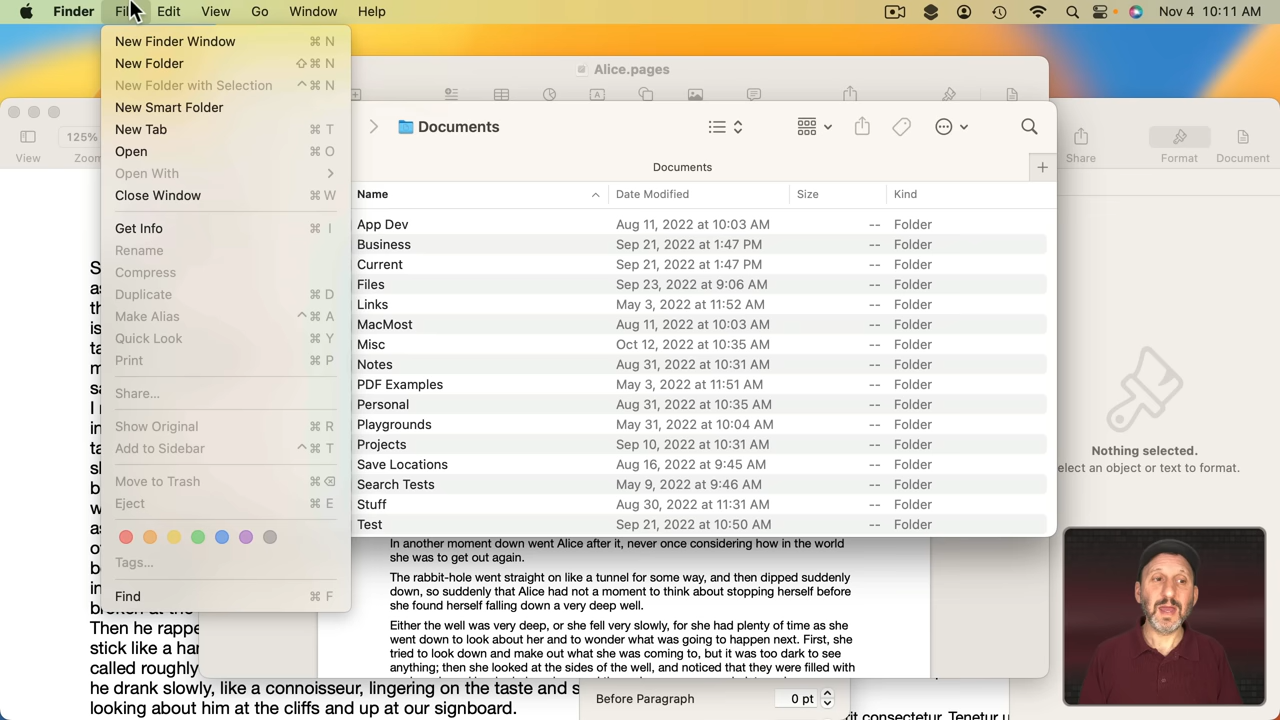 Finder File Edit View Go Window Help Nov 4 10:11 AM
New Finder Window ⌘ N
New Folder ⇧⌘ N
New Folder with Selection ^⌘ N
New Smart Folder
New Tab ⌘ T
Open ⌘ O
Open With >
Close Window ⌘ W
Get Info ⌘ I
Rename
Compress
Duplicate ⌘ D
Make Alias ^⌘ A
Quick Look ⌘ Y
Print ⌘ P
Share...
Show Original ⌘ R
Add to Sidebar ^⌘ T
Move to Trash ⌘⌫
Eject ⌘ E
Tags...
Find ⌘ F
Alice.pages
125%
View Zoom
Share Format Document
Documents
Documents
Name Date Modified Size Kind
App Dev Aug 11, 2022 at 10:03 AM -- Folder
Business Sep 21, 2022 at 1:47 PM -- Folder
Current Sep 21, 2022 at 1:47 PM -- Folder
Files Sep 23, 2022 at 9:06 AM -- Folder
Links May 3, 2022 at 11:52 AM -- Folder
MacMost Aug 11, 2022 at 10:03 AM -- Folder
Misc Oct 12, 2022 at 10:35 AM -- Folder
Notes Aug 31, 2022 at 10:31 AM -- Folder
PDF Examples May 3, 2022 at 11:51 AM -- Folder
Personal Aug 31, 2022 at 10:35 AM -- Folder
Playgrounds May 31, 2022 at 10:04 AM -- Folder
Projects Sep 10, 2022 at 10:31 AM -- Folder
Save Locations Aug 16, 2022 at 9:45 AM -- Folder
Search Tests May 9, 2022 at 9:46 AM -- Folder
Stuff Aug 30, 2022 at 11:31 AM -- Folder
Test Sep 21, 2022 at 10:50 AM -- Folder
Nothing selected.
elect an object or text to format.
In another moment down went Alice after it, never once considering how in the world
she was to get out again.
The rabbit-hole went straight on like a tunnel for some way, and then dipped suddenly
down, so suddenly that Alice had not a moment to think about stopping herself before
she found herself falling down a very deep well.
Either the well was very deep, or she fell very slowly, for she had plenty of time as she
went down to look about her and to wonder what was going to happen next. First, she
tried to look down and make out what she was coming to, but it was too dark to see
anything; then she looked at the sides of the well, and noticed that they were filled with
broken at the
Then he rappe
stick like a har
called roughly
he drank slowly, like a connoisseur, lingering on the taste and s
looking about him at the cliffs and up at our signboard.
Before Paragraph 0 pt
rit consectetur. Tenetur u